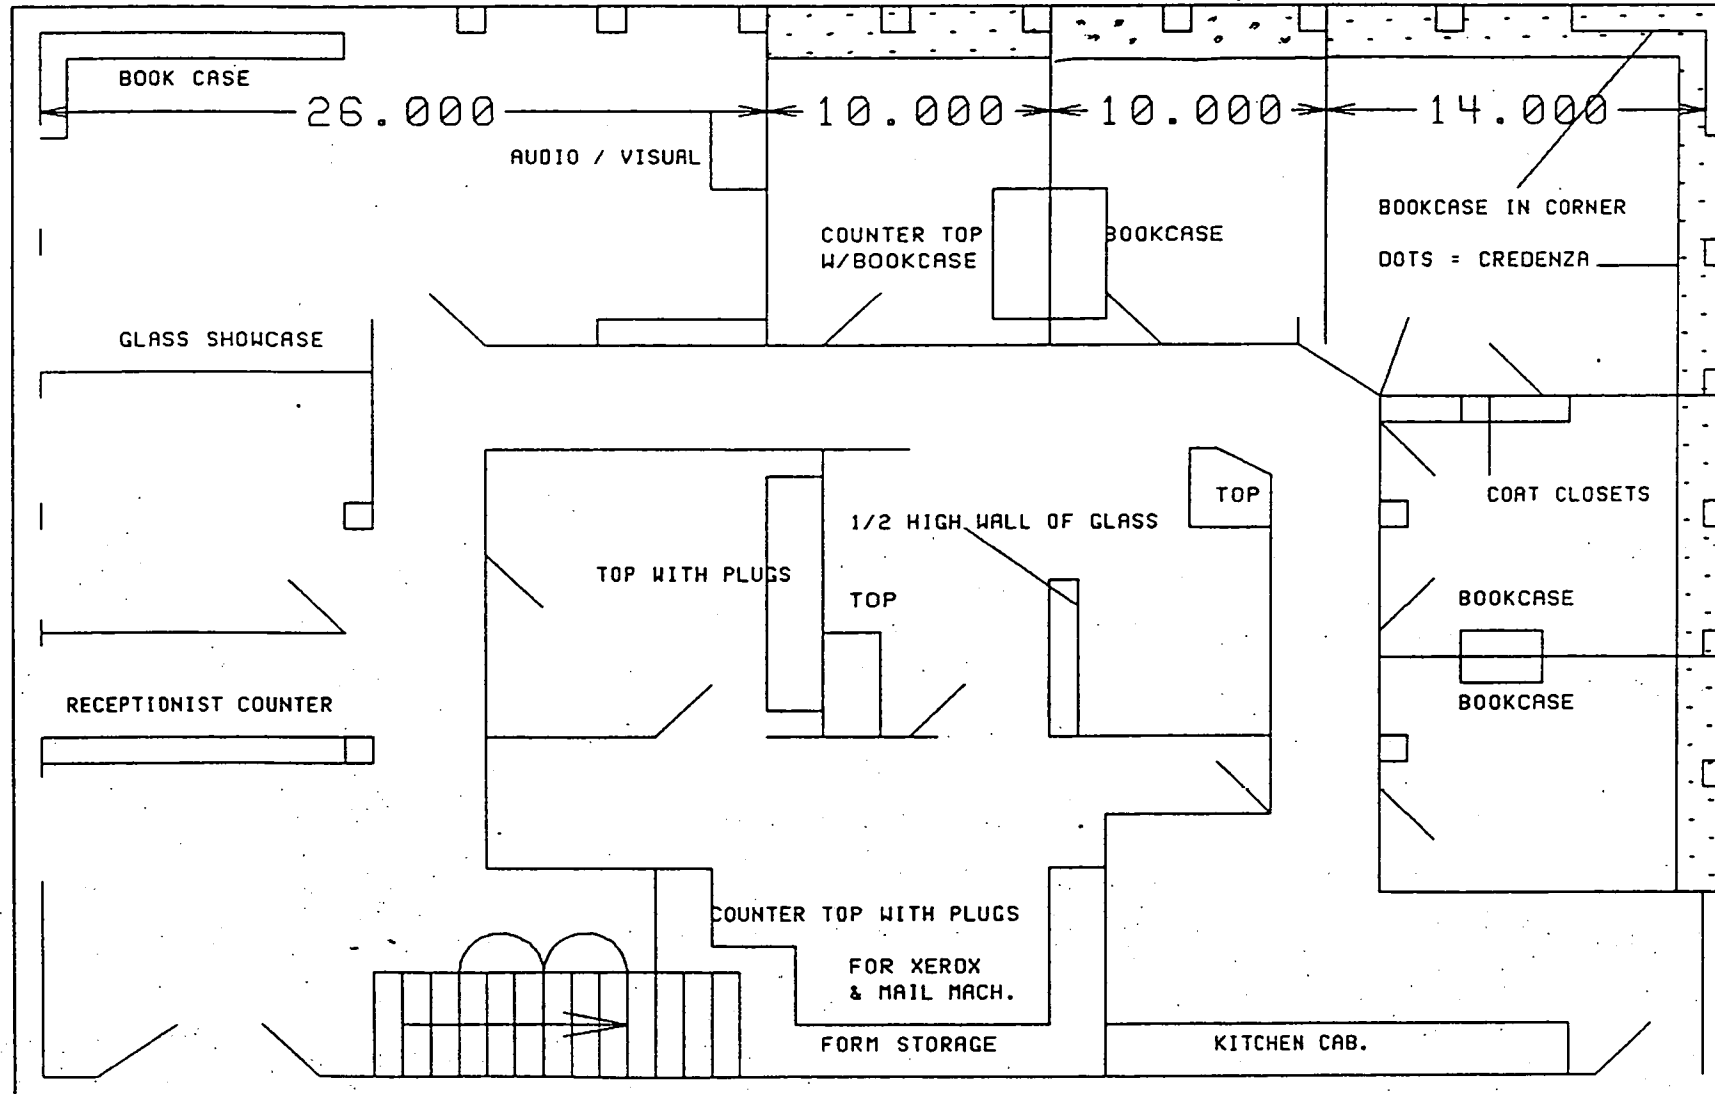 BOOK CASE
26.000
10.000
10.000
14.000
AUDIO / VISUAL
BOOKCASE IN CORNER
COUNTER TOP
W/BOOKCASE
BOOKCASE
DOTS = CREDENZA
GLASS SHOWCASE
TOP
COAT CLOSETS
1/2 HIGH WALL OF GLASS
TOP WITH PLUGS
TOP
BOOKCASE
RECEPTIONIST COUNTER
BOOKCASE
COUNTER TOP WITH PLUGS
FOR XEROX
& MAIL MACH.
FORM STORAGE
KITCHEN CAB.